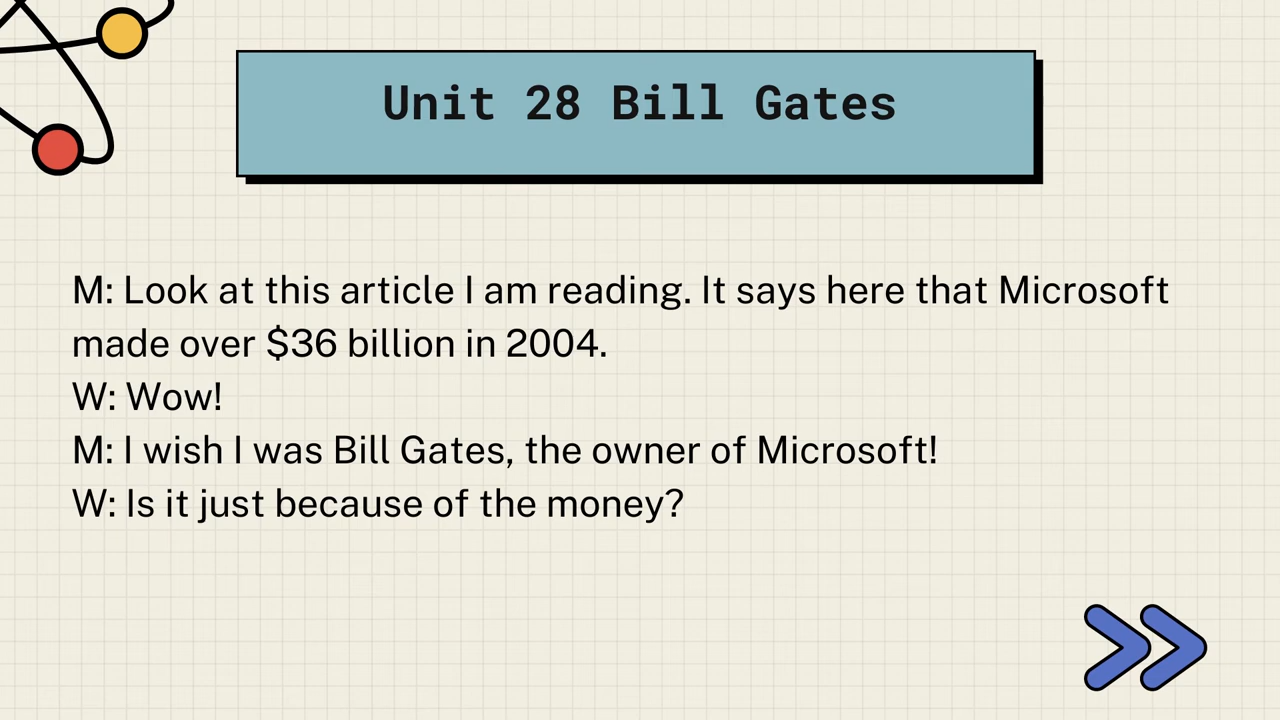 Unit 28 Bill Gates
M: Look at this article I am reading. It says here that Microsoft
made over $36 billion in 2004.
W: Wow!
M: I wish I was Bill Gates, the owner of Microsoft!
W: Is it just because of the money?